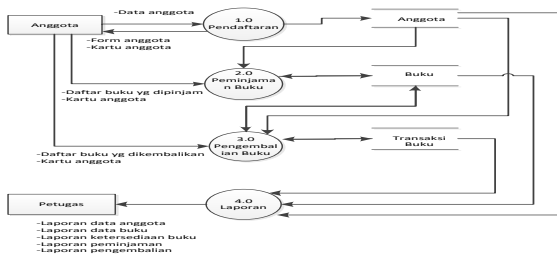 -Data anggota
Anggota
1.0
Pendaftaran
Anggota
-Form anggota
-Kartu anggota
2.0
Peminjama
n Buku
Buku
-Daftar buku yg dipinjam
-Kartu anggota
3.0
Pengembal
ian Buku
Transaksi
Buku
-Daftar buku yg dikembalikan
-Kartu anggota
Petugas
4.0
Laporan
-Laporan data anggota
-Laporan data buku
-Laporan ketersediaan buku
-Laporan peminjaman
-Laporan pengembalian